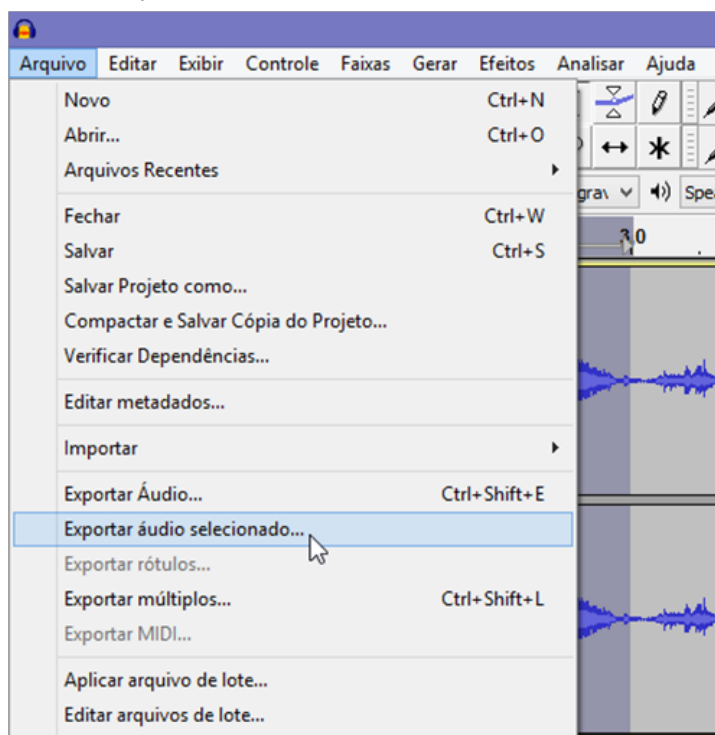 Arquivo Editar Exibir Controle Faixas Gerar Efeitos Analisar Ajuda
Novo Ctrl+N
Abrir... Ctrl+O
Arquivos Recentes
Fechar Ctrl+W
Salvar Ctrl+S
Salvar Projeto como...
Compactar e Salvar Cópia do Projeto...
Verificar Dependências...
Editar metadados...
Importar
Exportar Áudio... Ctrl+Shift+E
Exportar áudio selecionado...
Exportar rótulos...
Exportar múltiplos... Ctrl+Shift+L
Exportar MIDI...
Aplicar arquivo de lote...
Editar arquivos de lote...
3,0